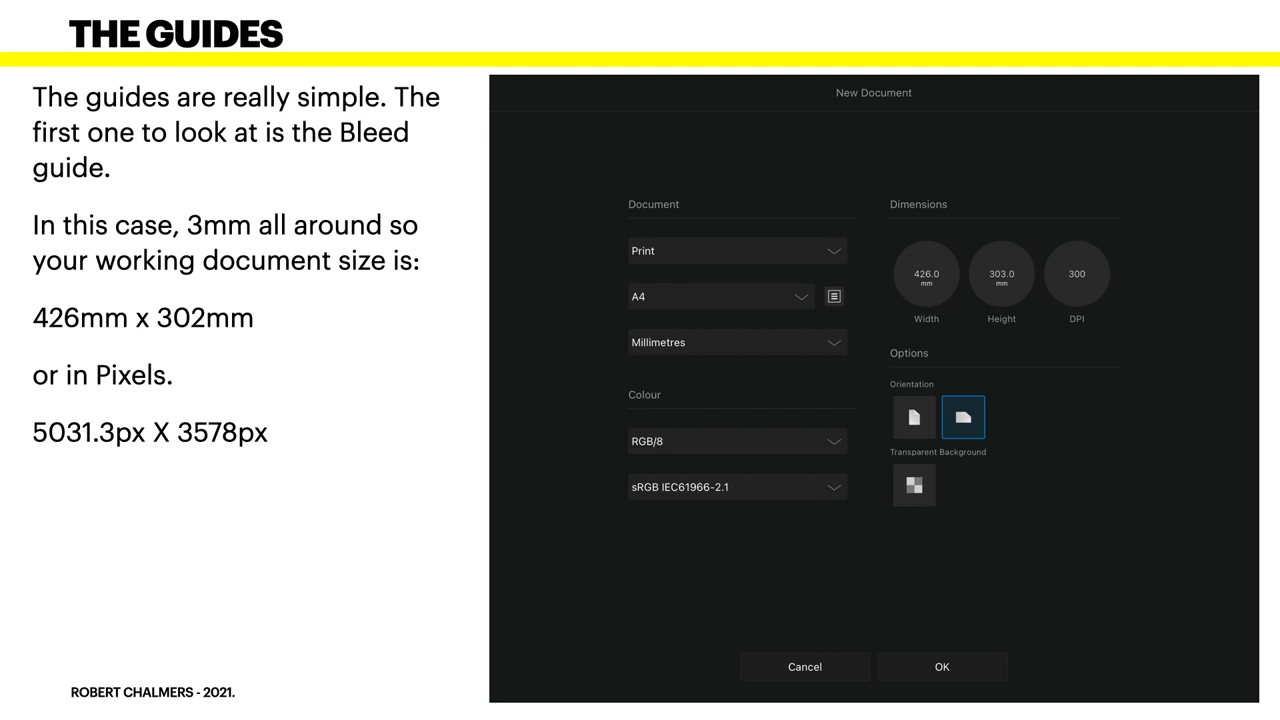 THE GUIDES
The guides are really simple. The
first one to look at is the Bleed
guide.
In this case, 3mm all around so
your working document size is:
426mm x 302mm
or in Pixels.
5031.3px X 3578px
ROBERT CHALMERS - 2021.
New Document
Document
Print
A4
Millimetres
Colour
RGB/8
sRGB IEC61966-2.1
Dimensions
426.0
mm
Width
303.0
mm
Height
300
DPI
Options
Orientation
Transparent Background
Cancel
OK